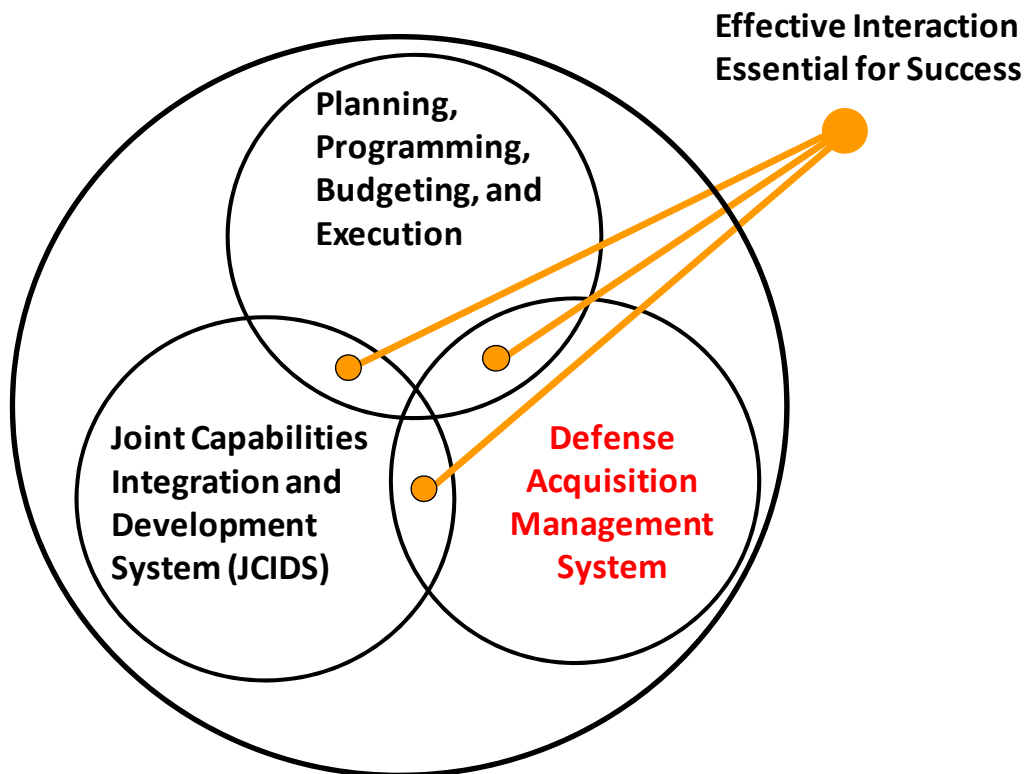 Effective Interaction
Essential for Success
Planning,
Programming,
Budgeting, and
Execution
Joint Capabilities
Integration and
Development
System (JCIDS)
Defense
Acquisition
Management
System